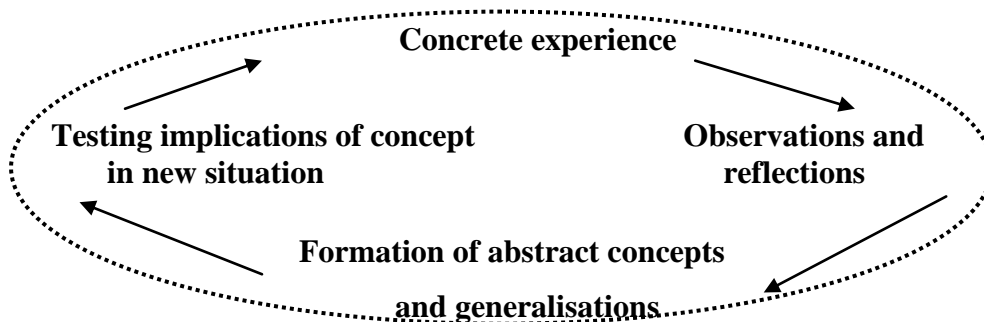 Concrete experience
Testing implications of concept
in new situation
Observations and
reflections
Formation of abstract concepts
and generalisations